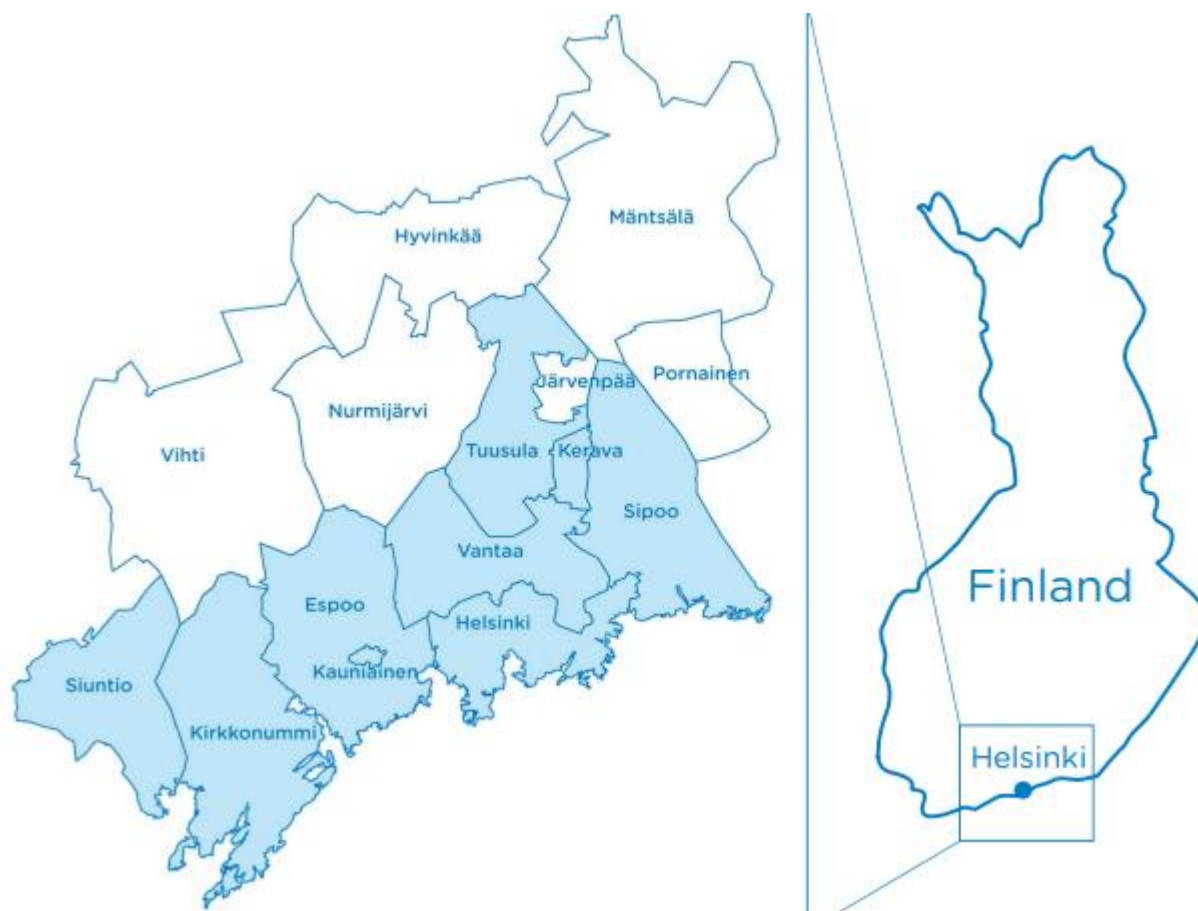 Mäntsälä
Hyvinkää
Järvenpää
Pornainen
Nurmijärvi
Tuusula
Kerava
Vihti
Sipoo
Vantaa
Espoo
Helsinki
Kauniainen
Siuntio
Kirkkonummi
Finland
Helsinki